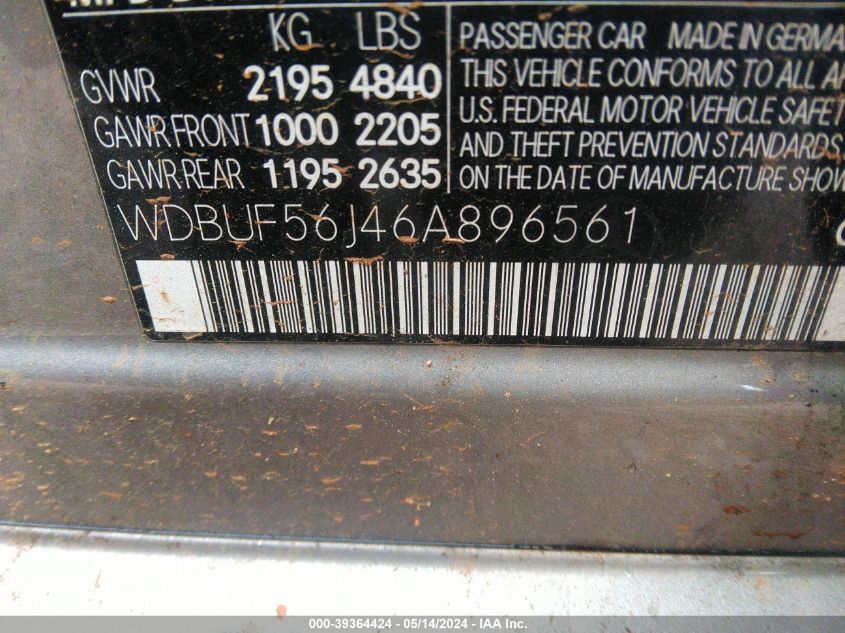 KG LBS
GVWR 2195 4840
GAWR FRONT 1000 2205
GAWR REAR 1195 2635
PASSENGER CAR MADE IN GERMA
THIS VEHICLE CONFORMS TO ALL A
U.S. FEDERAL MOTOR VEHICLE SAFET
AND THEFT PREVENTION STANDARDS
ON THE DATE OF MANUFACTURE SHOW
WDBUF56J46A896561
000-39364424 - 05/14/2024 - IAA Inc.